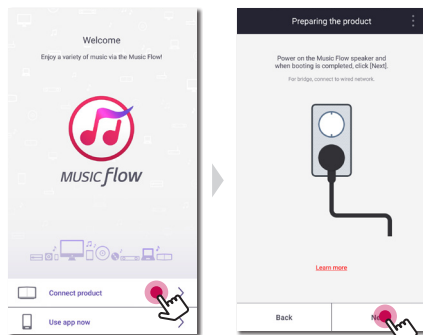 Welcome
Enjoy a variety of music via the Music Flow!
MUSIC flow
Connect product
Use app now
Preparing the product
Power on the Music Flow speaker and
when booting is completed, click [Next].
For bridge, connect to wired network.
Learn more
Back